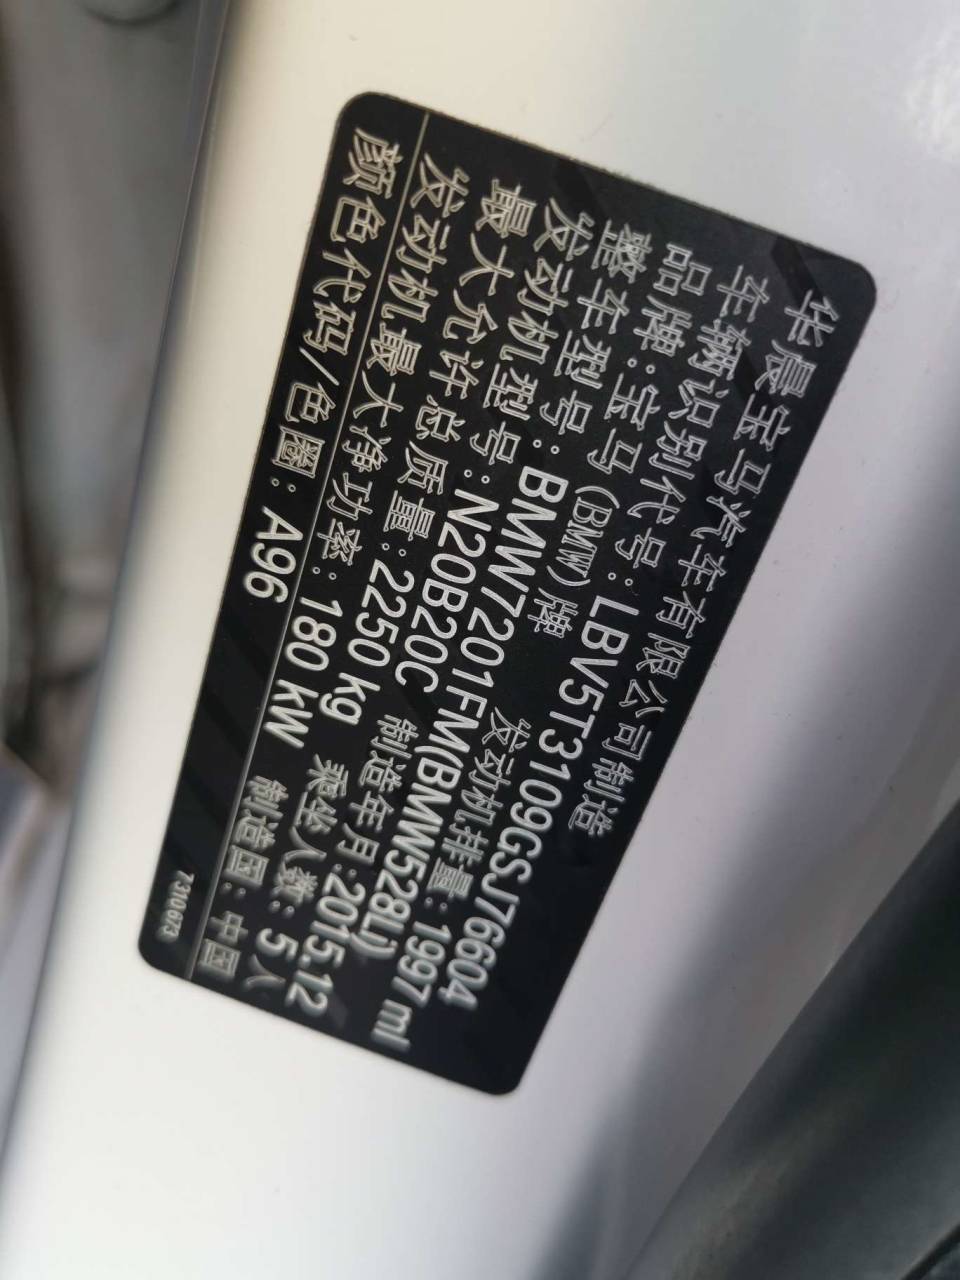 华晨宝马汽车有限公司制造
车辆识别代号:LBV5T3109GSJ76604
品牌:宝马(BMW)牌 发动机排量:1997 ml
整车型号:BMW7201FM(BMW528Li)
发动机型号:N20B20C 制造年月:2015.12
最大允许总质量:2250 kg 乘坐人数:5人
发动机最大净功率:180 kW 制造国:中国
颜色代码/色圈:A96 7310673